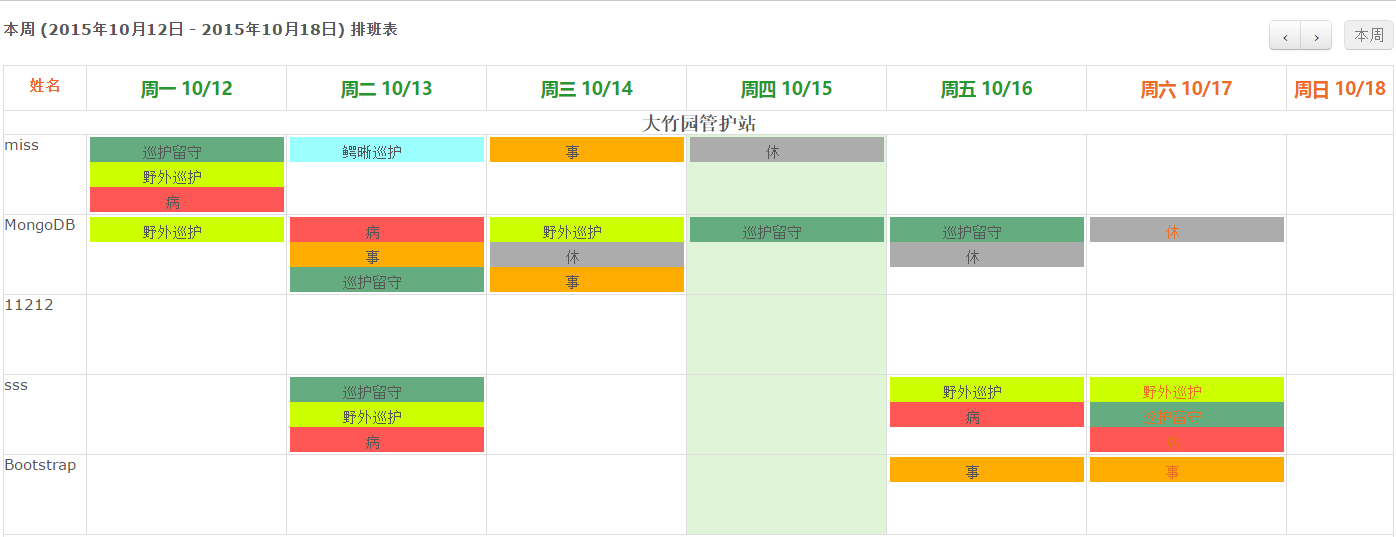 本周 (2015年10月12日 - 2015年10月18日) 排班表
‹ › 本周
姓名 周一 10/12 周二 10/13 周三 10/14 周四 10/15 周五 10/16 周六 10/17 周日 10/18
大竹园管护站
miss 巡护留守 鳄晰巡护 事 休
野外巡护
病
MongoDB 野外巡护 病 野外巡护 巡护留守 巡护留守 休
事 休 休
巡护留守 事
11212
sss 巡护留守 野外巡护 野外巡护
野外巡护 病 巡护留守
病 病
Bootstrap 事 事